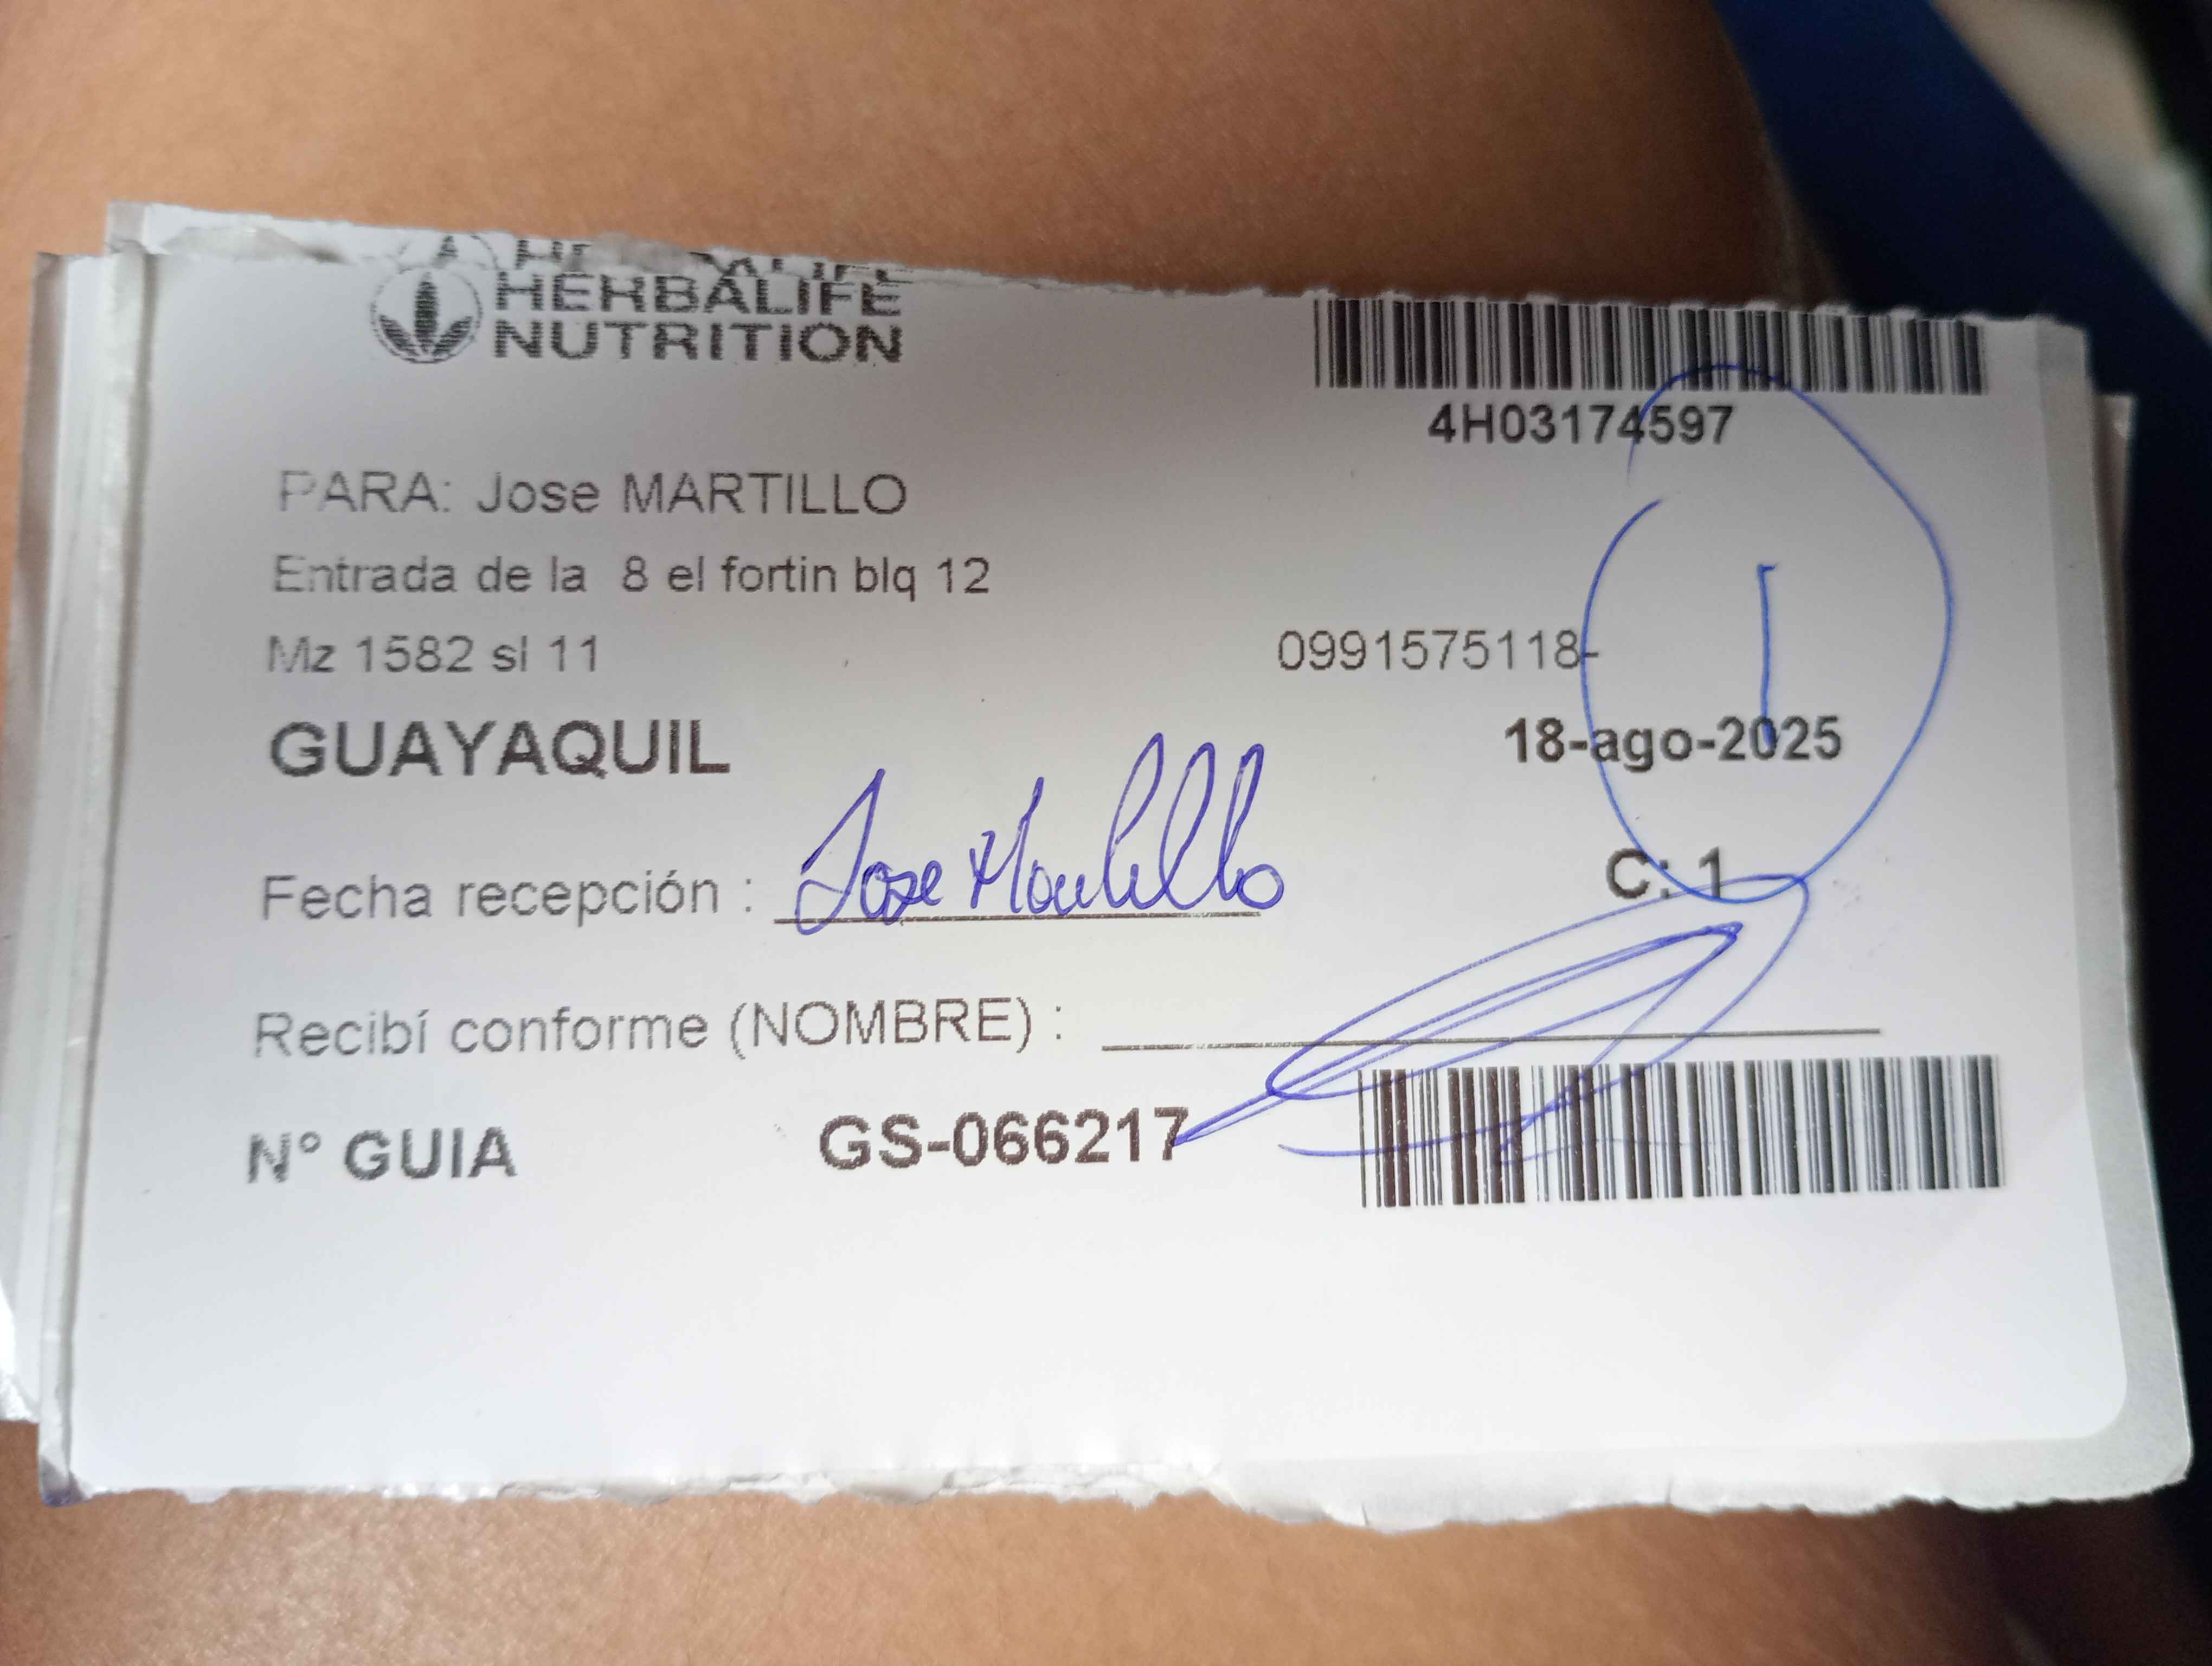 HERBALIFE
NUTRITION
4H03174597
PARA: Jose MARTILLO
Entrada de la 8 el fortin blq 12
Mz 1582 sl 11
0991575118-
GUAYAQUIL
18-ago-2025
1
Fecha recepción : Jose Martillo
C: 1
Recibí conforme (NOMBRE) :
N° GUIA GS-066217